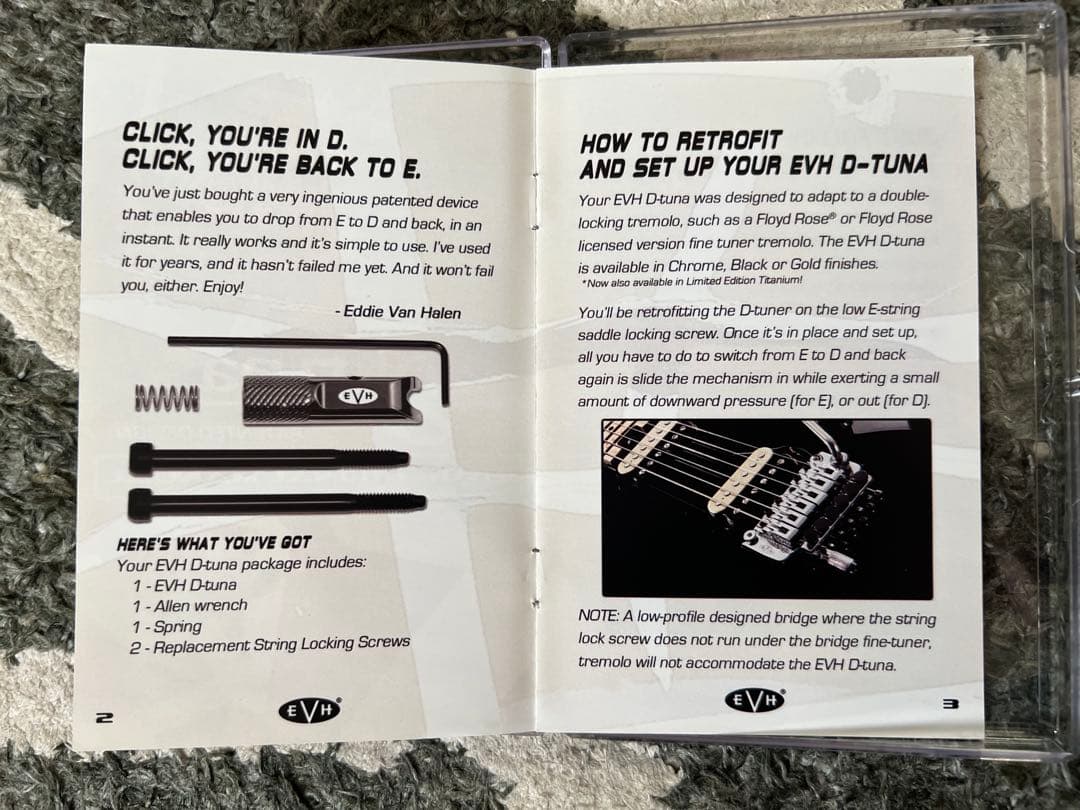 CLICK, YOU'RE IN D.
CLICK, YOU'RE BACK TO E.
You've just bought a very ingenious patented device
that enables you to drop from E to D and back, in an
instant. It really works and it's simple to use. I've used
it for years, and it hasn't failed me yet. And it won't fail
you, either. Enjoy!
- Eddie Van Halen
EVH
HERE'S WHAT YOU'VE GOT
Your EVH D-tuna package includes:
1 - EVH D-tuna
1 - Allen wrench
1 - Spring
2 - Replacement String Locking Screws
2
EVH®
HOW TO RETROFIT
AND SET UP YOUR EVH D-TUNA
Your EVH D-tuna was designed to adapt to a double-
locking tremolo, such as a Floyd Rose® or Floyd Rose
licensed version fine tuner tremolo. The EVH D-tuna
is available in Chrome, Black or Gold finishes.
*Now also available in Limited Edition Titanium!
You'll be retrofitting the D-tuner on the low E-string
saddle locking screw. Once it's in place and set up,
all you have to do to switch from E to D and back
again is slide the mechanism in while exerting a small
amount of downward pressure (for E), or out (for D).
NOTE: A low-profile designed bridge where the string
lock screw does not run under the bridge fine-tuner,
tremolo will not accommodate the EVH D-tuna.
EVH®
3